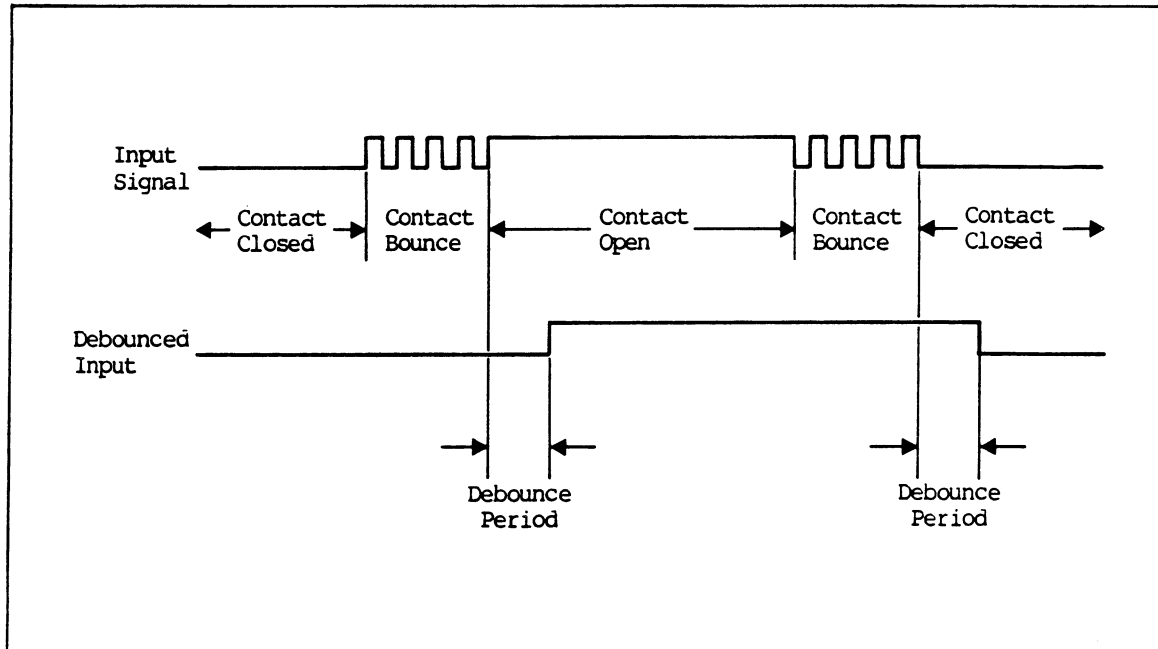 Input
Signal
Contact
Closed
Contact
Bounce
Contact
Open
Contact
Bounce
Contact
Closed
Debounced
Input
Debounce
Period
Debounce
Period